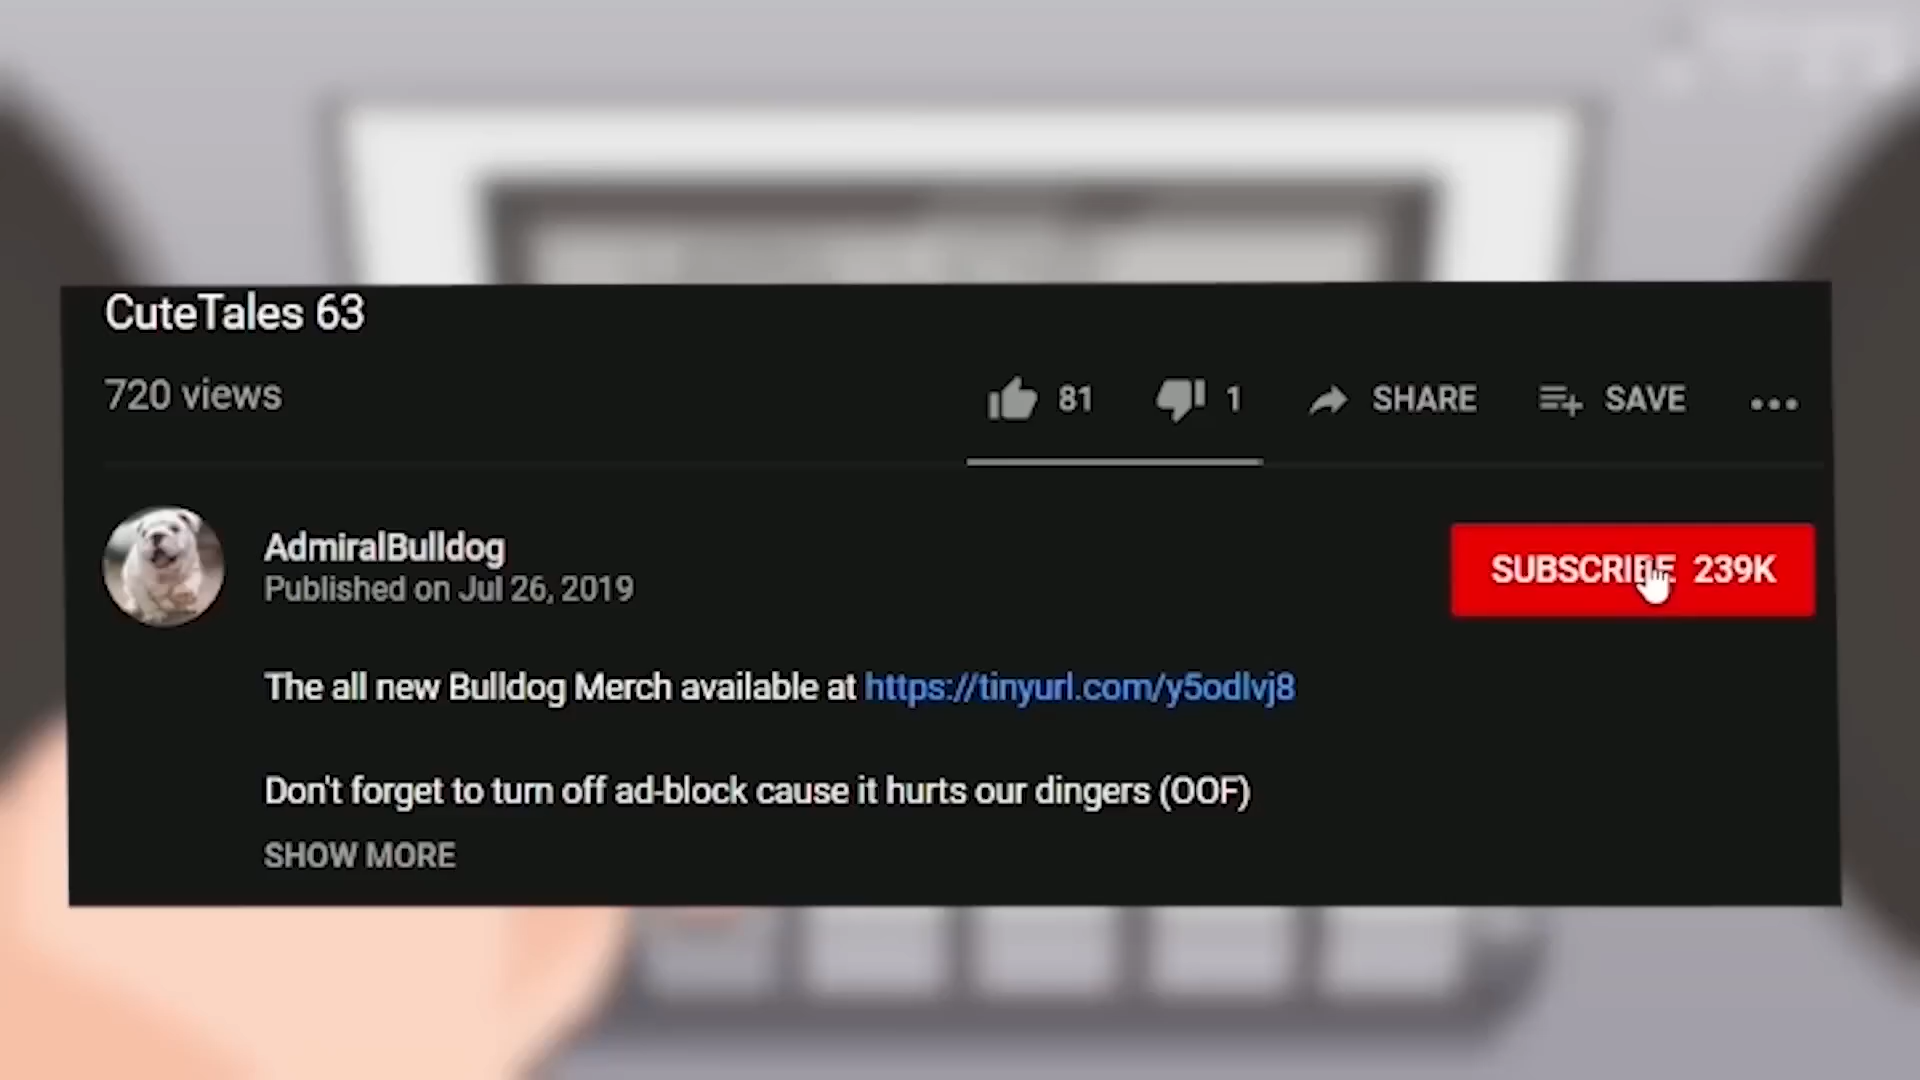 CuteTales 63
720 views
81 1 SHARE SAVE
AdmiralBulldog
Published on Jul 26, 2019
SUBSCRIBE 239K
The all new Bulldog Merch available at https://tinyurl.com/y5odlvj8
Don't forget to turn off ad-block cause it hurts our dingers (OOF)
SHOW MORE